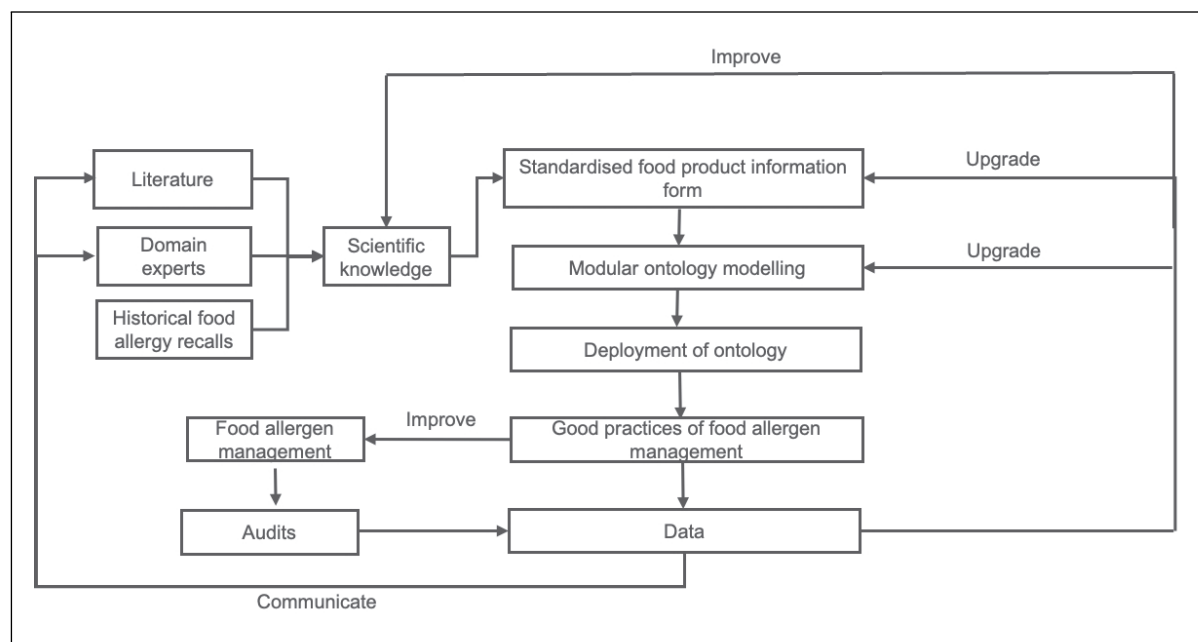 Improve
Literature
Standardised food product information
form
Upgrade
Domain
experts
Scientific
knowledge
Modular ontology modelling
Upgrade
Historical food
allergy recalls
Deployment of ontology
Food allergen
management
Improve
Good practices of food allergen
management
Audits
Data
Communicate